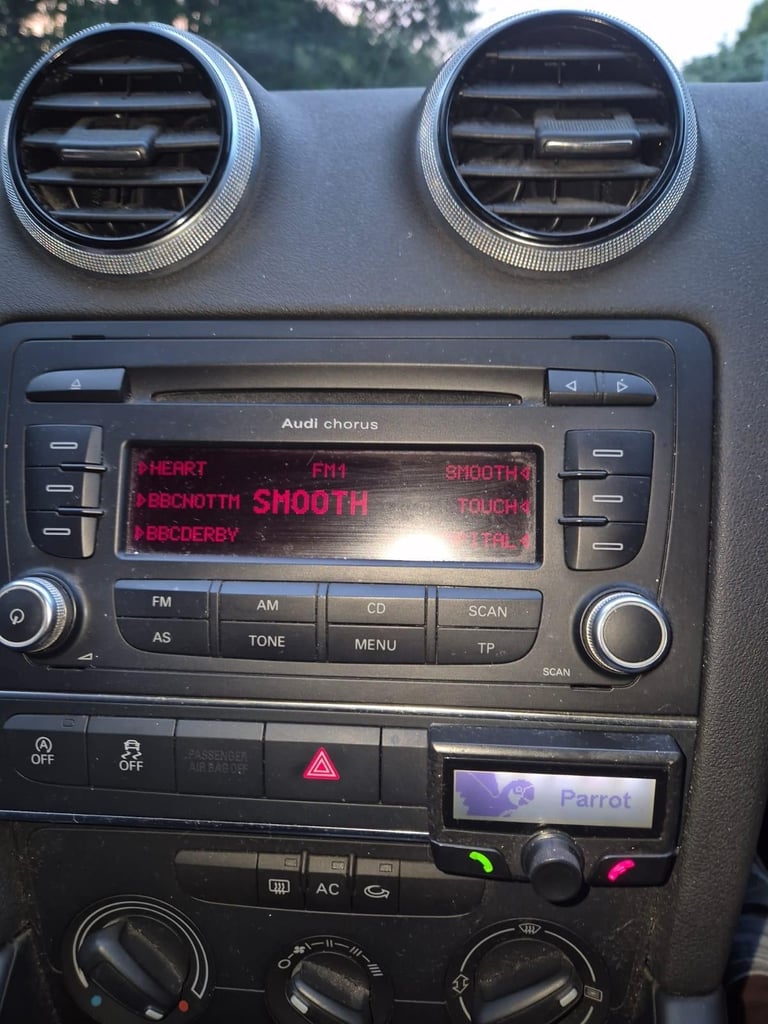 Audi chorus
HEART FM1 SMOOTH
BBCNOTTM SMOOTH TOUCH
BBCDERBY
FM AM CD SCAN
AS TONE MENU TP
SCAN
OFF OFF PASSENGER
AIR BAG OFF
Parrot
AC